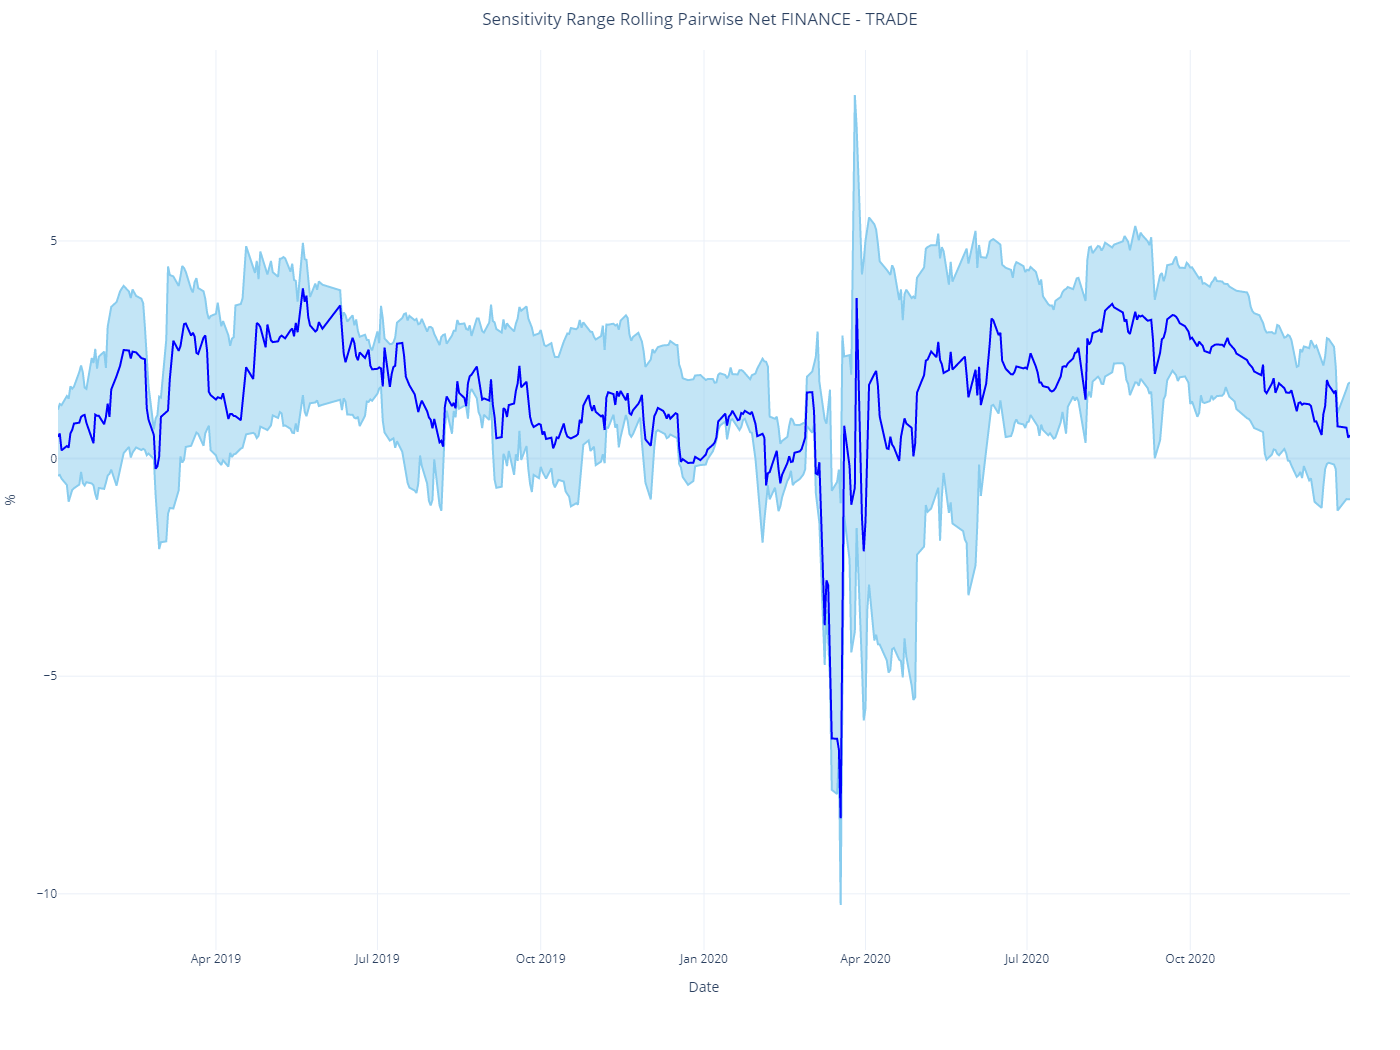 Sensitivity Range Rolling Pairwise Net FINANCE - TRADE
5
0
−5
−10
%
Apr 2019
Jul 2019
Oct 2019
Jan 2020
Apr 2020
Jul 2020
Oct 2020
Date